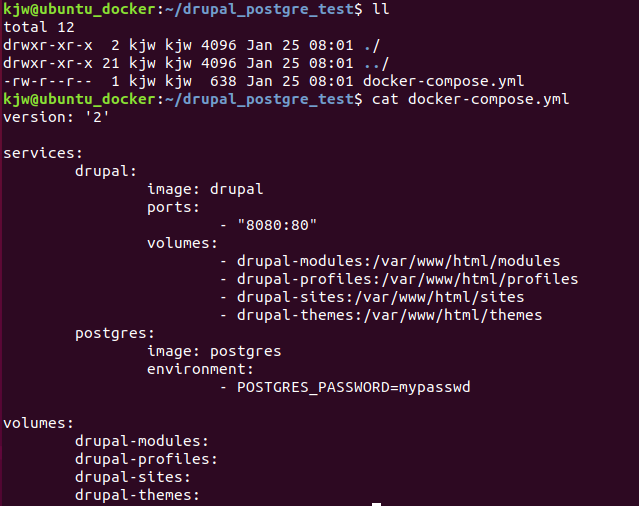 kjw@ubuntu_docker:~/drupal_postgre_test$ ll
total 12
drwxr-xr-x  2 kjw kjw 4096 Jan 25 08:01 ./
drwxr-xr-x 21 kjw kjw 4096 Jan 25 08:01 ../
-rw-r--r--  1 kjw kjw  638 Jan 25 08:01 docker-compose.yml
kjw@ubuntu_docker:~/drupal_postgre_test$ cat docker-compose.yml
version: '2'

services:
        drupal:
                image: drupal
                ports:
                        - "8080:80"
                volumes:
                        - drupal-modules:/var/www/html/modules
                        - drupal-profiles:/var/www/html/profiles
                        - drupal-sites:/var/www/html/sites
                        - drupal-themes:/var/www/html/themes
        postgres:
                image: postgres
                environment:
                        - POSTGRES_PASSWORD=mypasswd

volumes:
        drupal-modules:
        drupal-profiles:
        drupal-sites:
        drupal-themes: